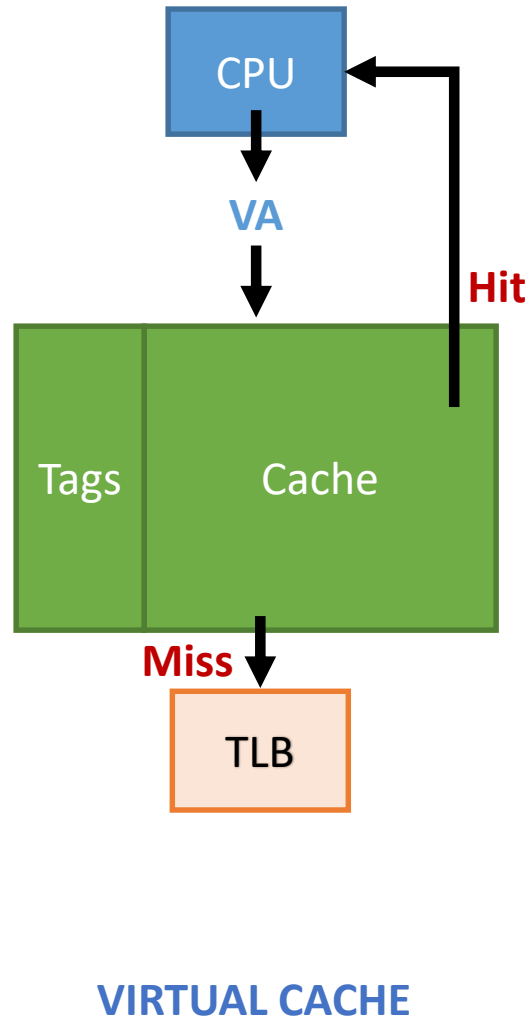 CPU
VA
Hit
Tags
Cache
Miss
TLB
VIRTUAL CACHE